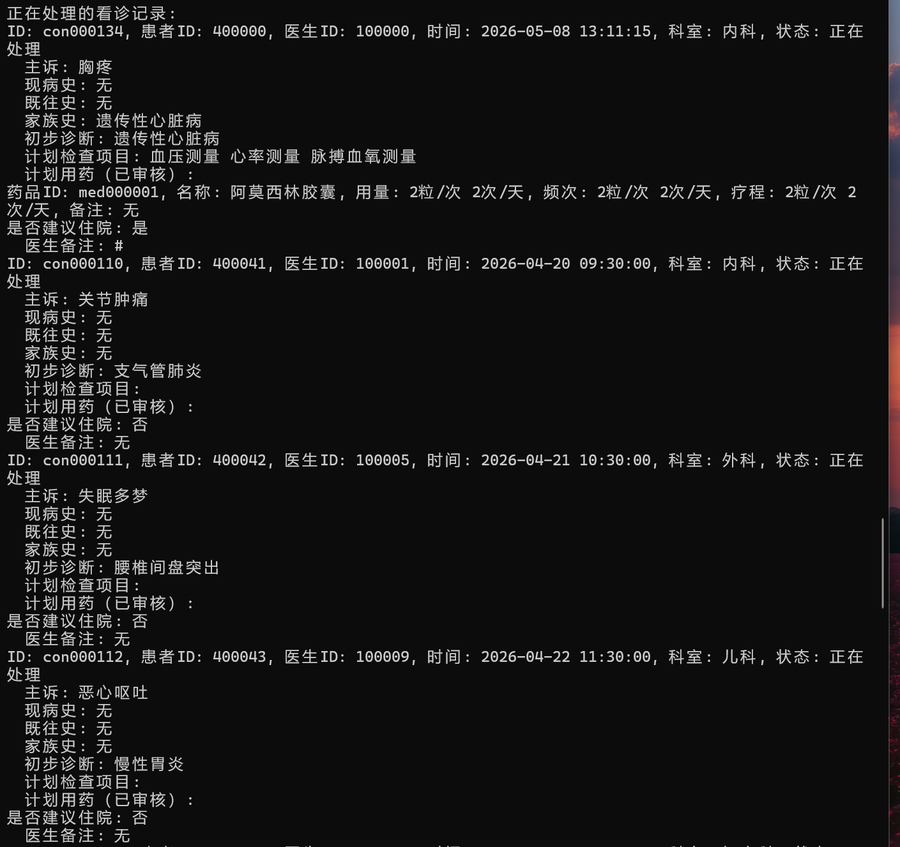 正在处理的看诊记录:
ID: con000134, 患者ID: 400000, 医生ID: 100000, 时间: 2026-05-08 13:11:15, 科室: 内科, 状态: 正在
处理
主诉: 胸疼
现病史: 无
既往史: 无
家族史: 遗传性心脏病
初步诊断: 遗传性心脏病
计划检查项目: 血压测量 心率测量 脉搏血氧测量
计划用药(已审核):
药品ID: med000001, 名称: 阿莫西林胶囊, 用量: 2粒/次 2次/天, 频次: 2粒/次 2次/天, 疗程: 2粒/次 2
次/天, 备注: 无
是否建议住院: 是
医生备注: #
ID: con000110, 患者ID: 400041, 医生ID: 100001, 时间: 2026-04-20 09:30:00, 科室: 内科, 状态: 正在
处理
主诉: 关节肿痛
现病史: 无
既往史: 无
家族史: 无
初步诊断: 支气管肺炎
计划检查项目:
计划用药(已审核):
是否建议住院: 否
医生备注: 无
ID: con000111, 患者ID: 400042, 医生ID: 100005, 时间: 2026-04-21 10:30:00, 科室: 外科, 状态: 正在
处理
主诉: 失眠多梦
现病史: 无
既往史: 无
家族史: 无
初步诊断: 腰椎间盘突出
计划检查项目:
计划用药(已审核):
是否建议住院: 否
医生备注: 无
ID: con000112, 患者ID: 400043, 医生ID: 100009, 时间: 2026-04-22 11:30:00, 科室: 儿科, 状态: 正在
处理
主诉: 恶心呕吐
现病史: 无
既往史: 无
家族史: 无
初步诊断: 慢性胃炎
计划检查项目:
计划用药(已审核):
是否建议住院: 否
医生备注: 无